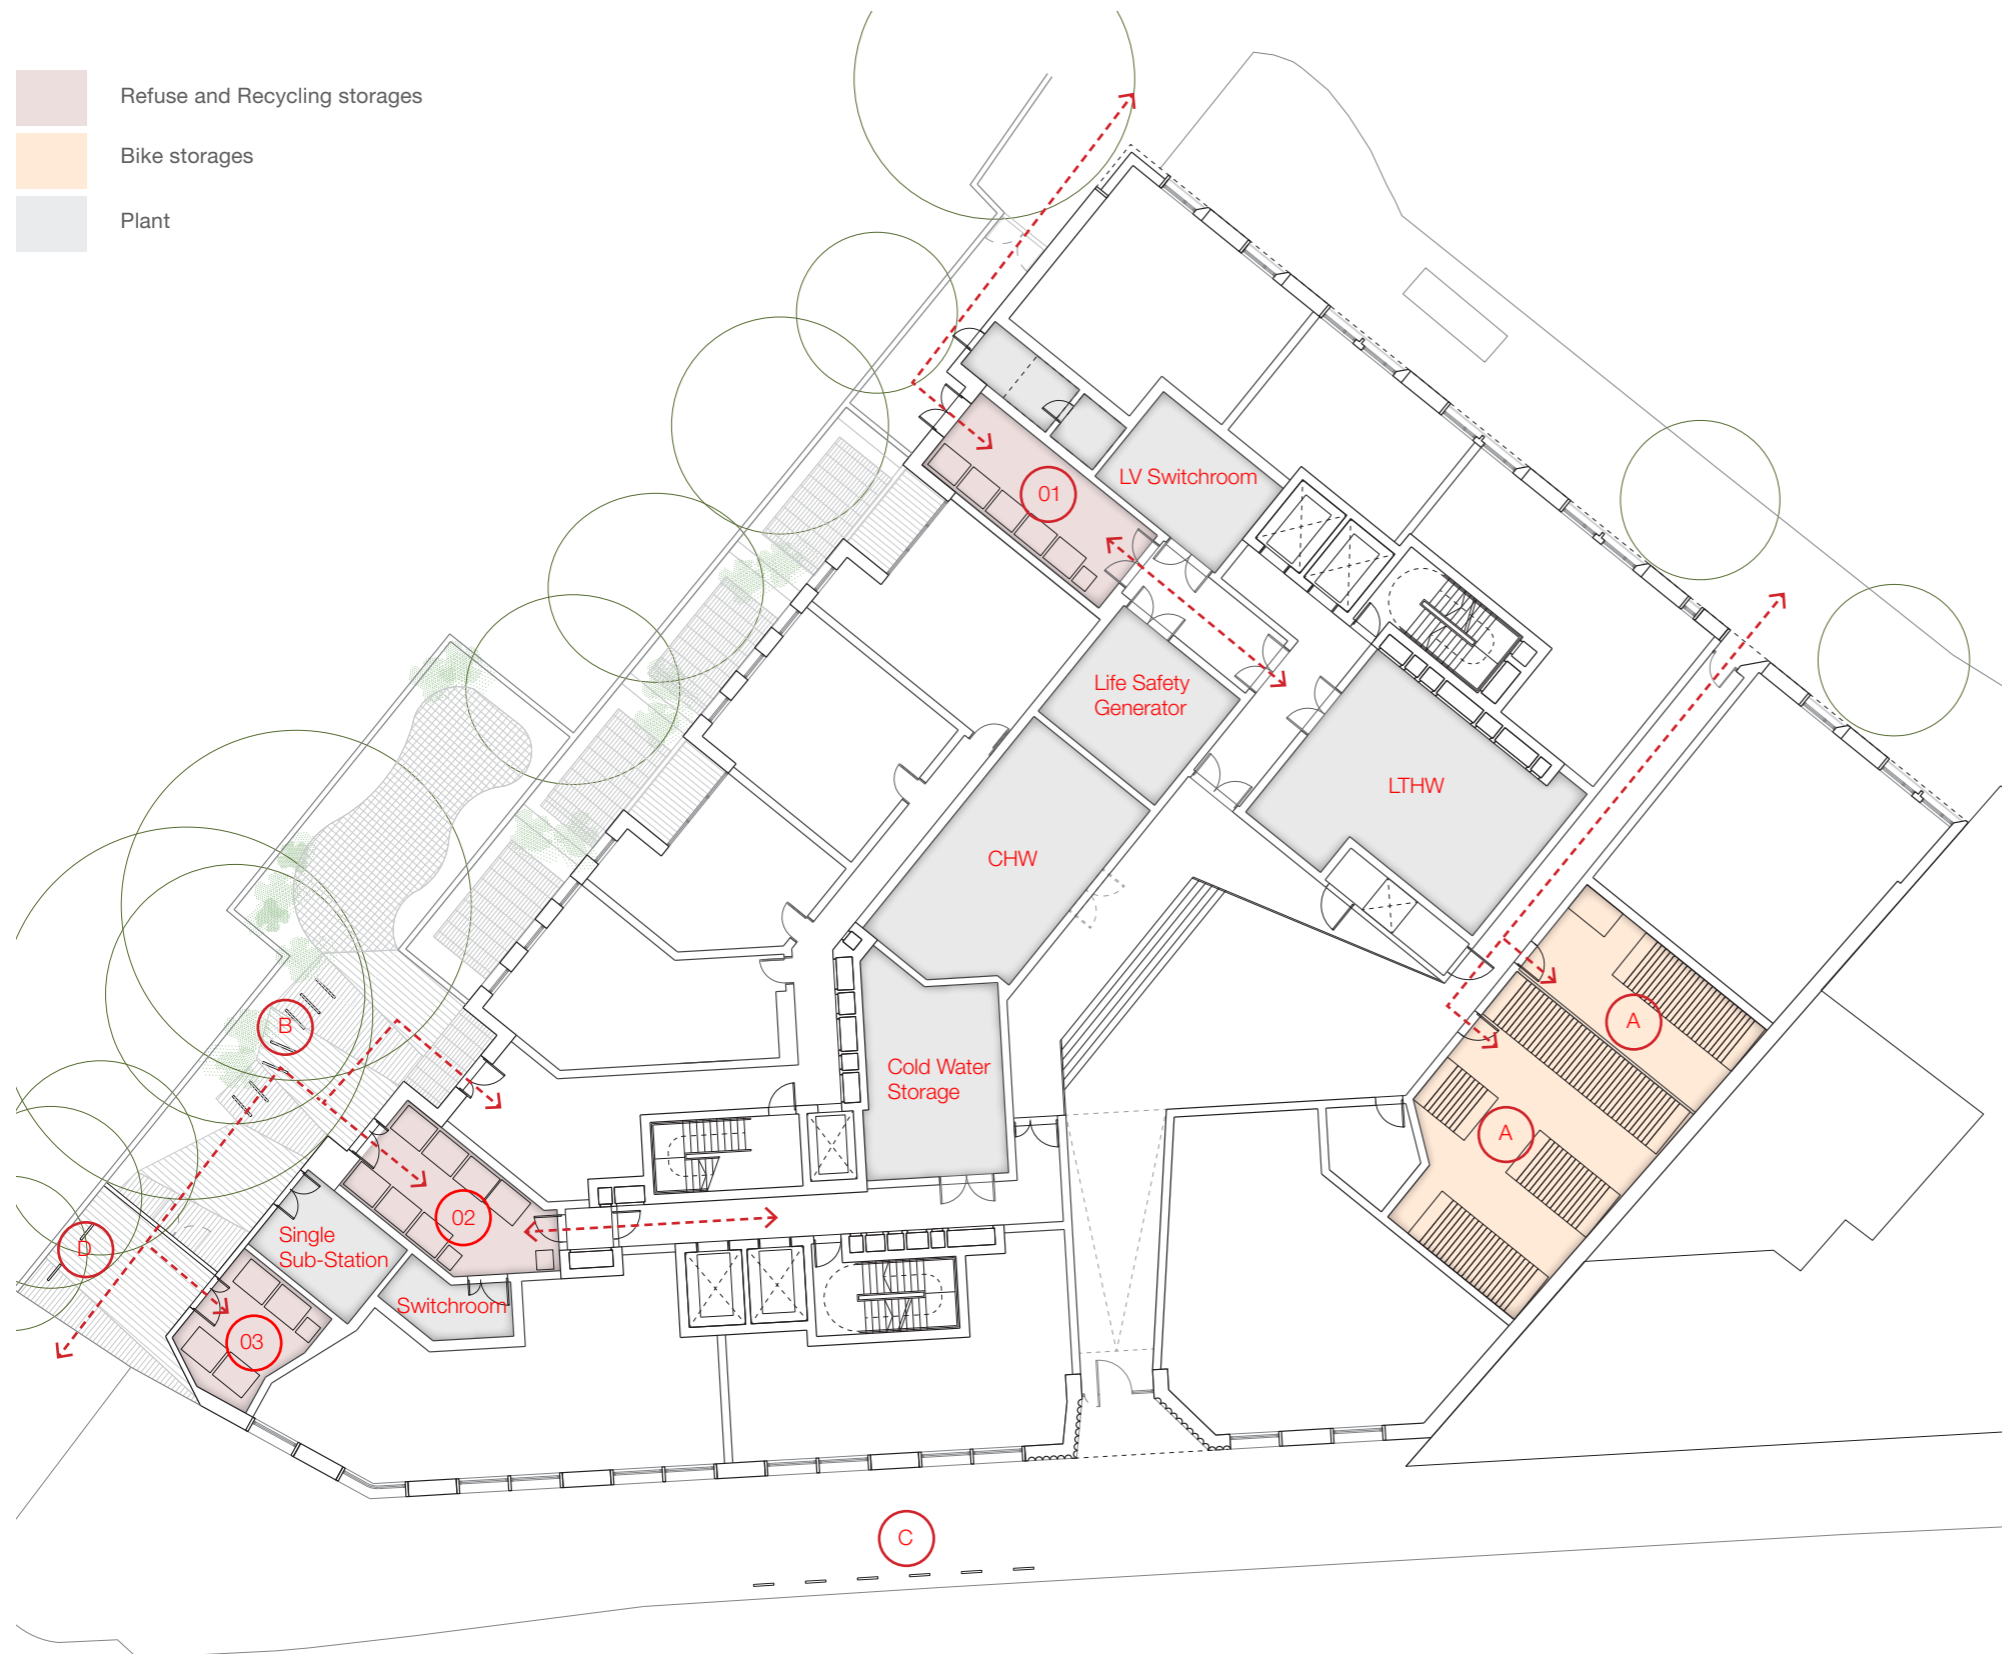 Refuse and Recycling storages
Bike storages
Plant
LV Switchroom
01
Life Safety
Generator
LTHW
CHW
A
B
Cold Water
Storage
A
02
Single
Sub-Station
D
Switchroom
03
C